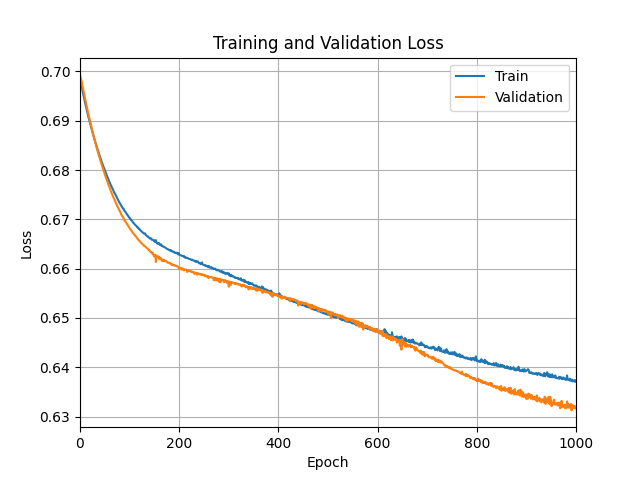 Training and Validation Loss
Train
Validation
Loss
0.70
0.69
0.68
0.67
0.66
0.65
0.64
0.63
0 200 400 600 800 1000
Epoch